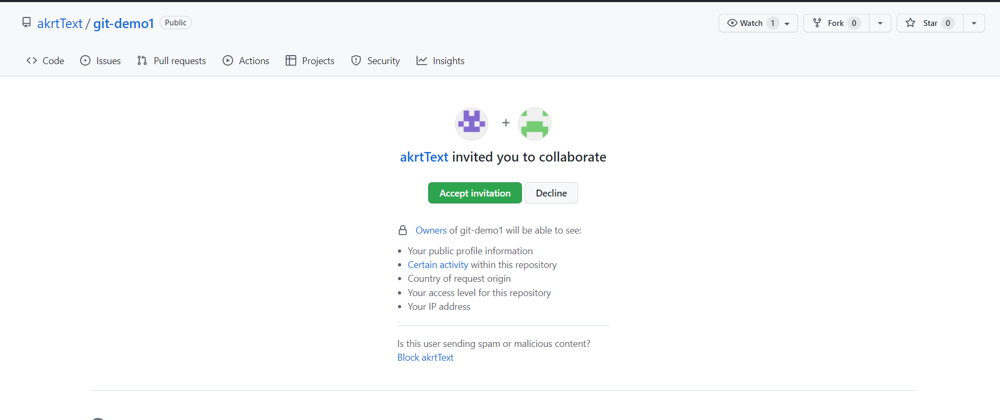 akrtText / git-demo1 Public
Watch 1 Fork 0 Star 0
Code Issues Pull requests Actions Projects Security Insights
+
akrtText invited you to collaborate
Accept invitation Decline
Owners of git-demo1 will be able to see:
• Your public profile information
• Certain activity within this repository
• Country of request origin
• Your access level for this repository
• Your IP address
Is this user sending spam or malicious content?
Block akrtText